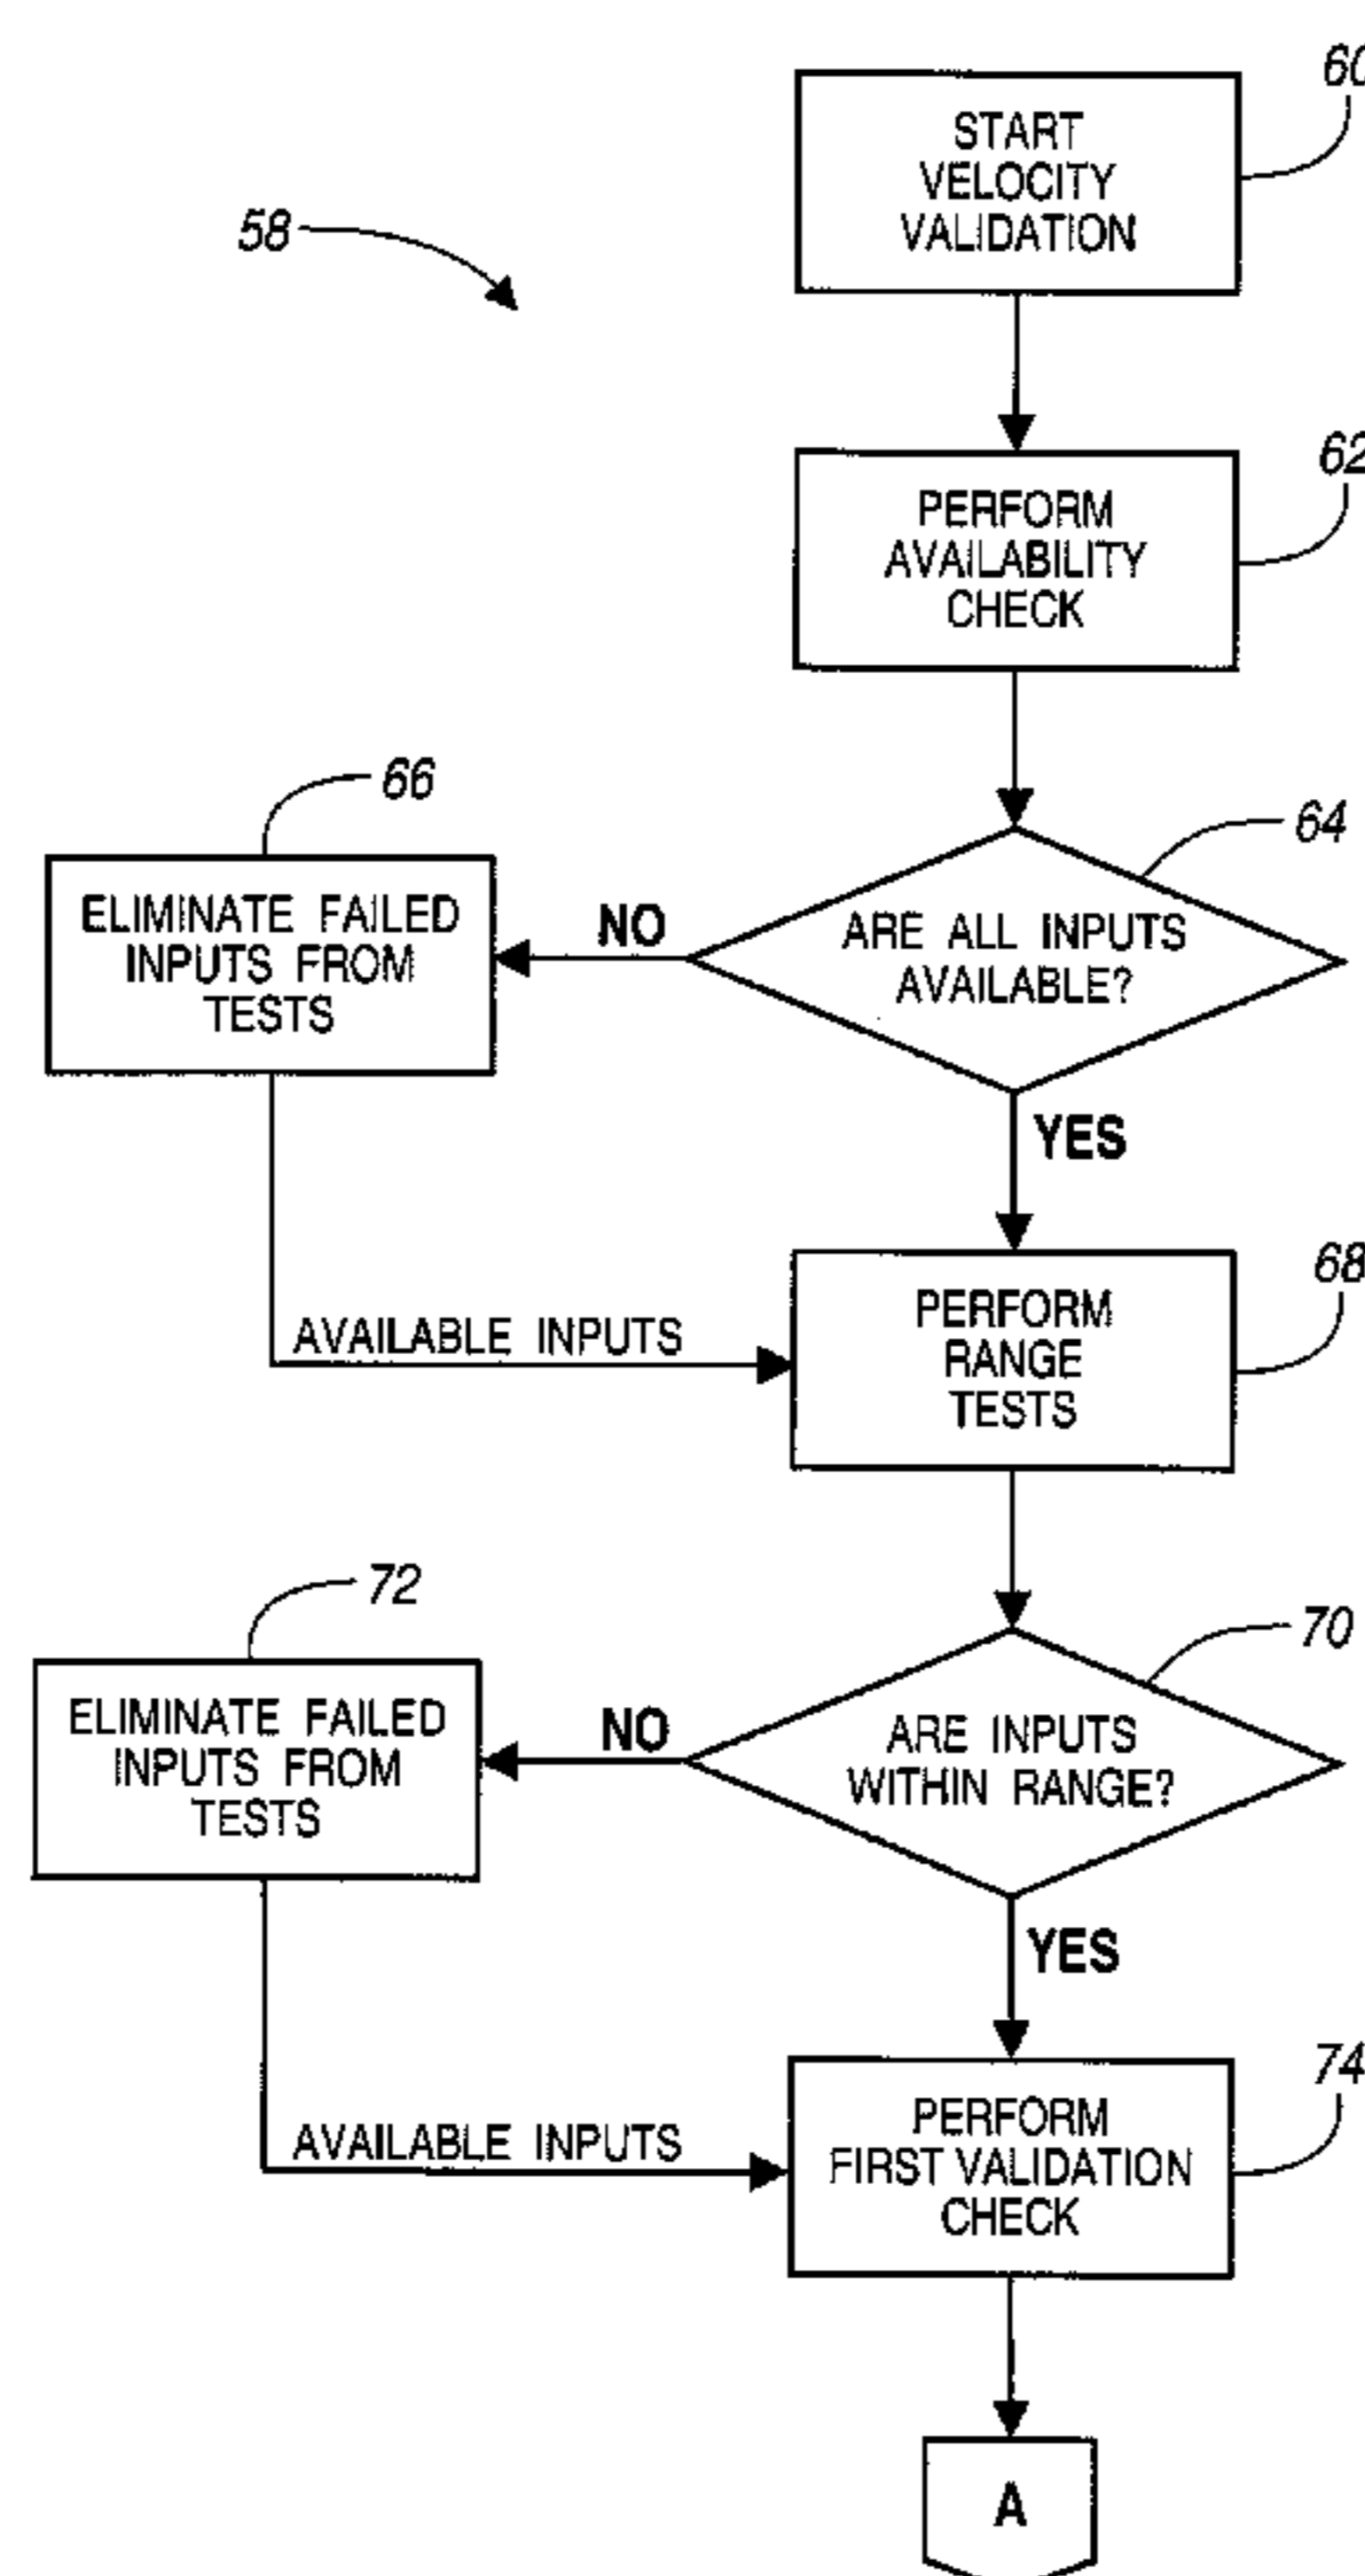 60
START
VELOCITY
VALIDATION
58
62
PERFORM
AVAILABILITY
CHECK
66
64
ELIMINATE FAILED
INPUTS FROM
TESTS
NO
ARE ALL INPUTS
AVAILABLE?
YES
68
PERFORM
RANGE
TESTS
AVAILABLE INPUTS
72
70
ELIMINATE FAILED
INPUTS FROM
TESTS
NO
ARE INPUTS
WITHIN RANGE?
YES
74
PERFORM
FIRST VALIDATION
CHECK
AVAILABLE INPUTS
A